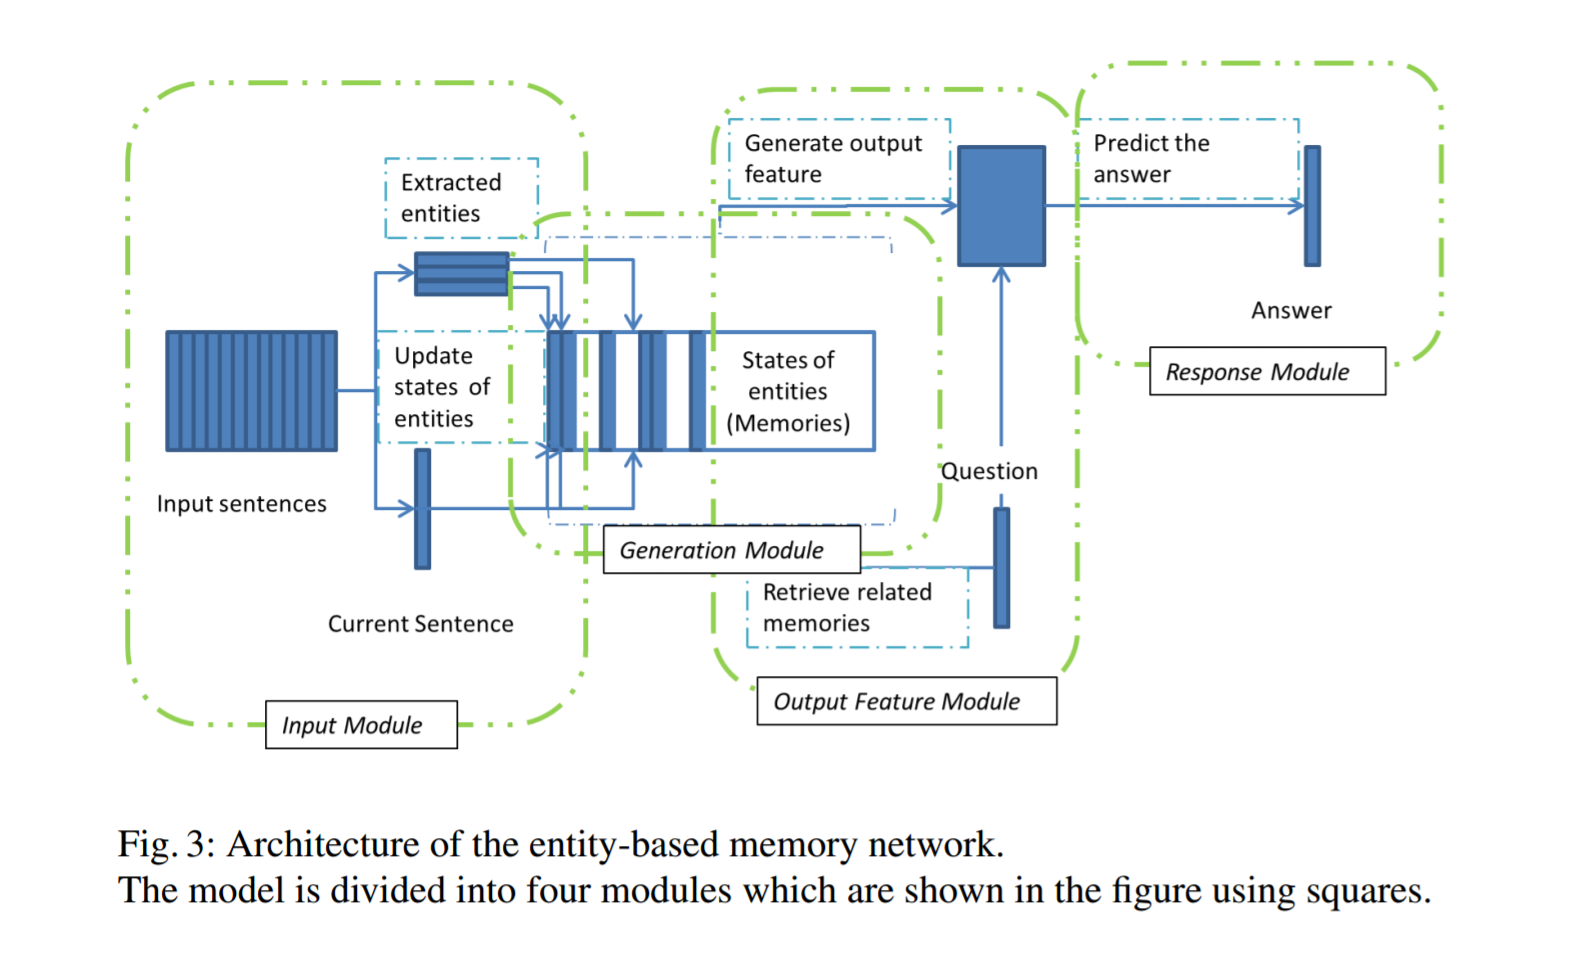 Extracted
entities
Generate output
feature
Predict the
answer
Update
states of
entities
States of
entities
(Memories)
Answer
Response Module
Input sentences
Question
Generation Module
Retrieve related
memories
Current Sentence
Output Feature Module
Input Module
Fig. 3: Architecture of the entity-based memory network.
The model is divided into four modules which are shown in the figure using squares.